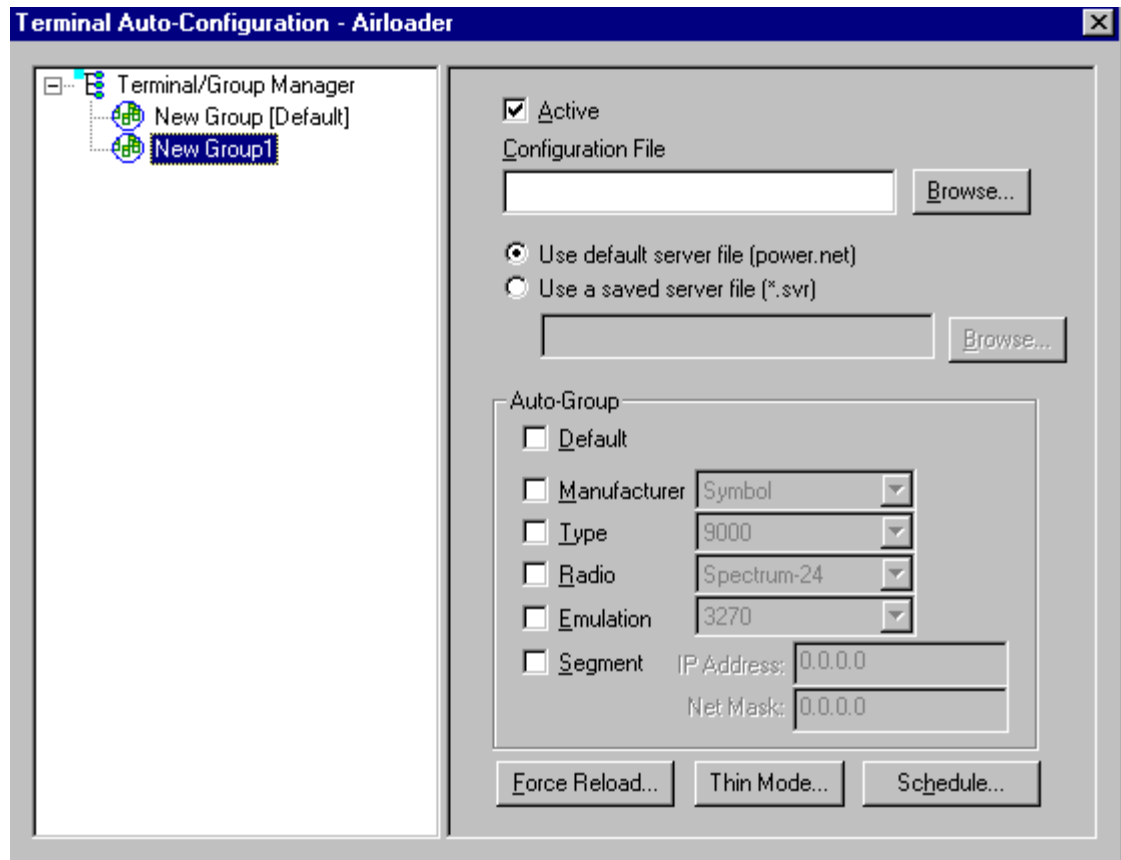 Terminal Auto-Configuration - Airloader
Terminal/Group Manager
New Group [Default]
New Group1
Active
Configuration File
Browse...
Use default server file (power.net)
Use a saved server file (*.svr)
Browse...
Auto-Group
Default
Manufacturer Symbol
Type 9000
Radio Spectrum-24
Emulation 3270
Segment IP Address: 0.0.0.0
Net Mask: 0.0.0.0
Force Reload... Thin Mode... Schedule...